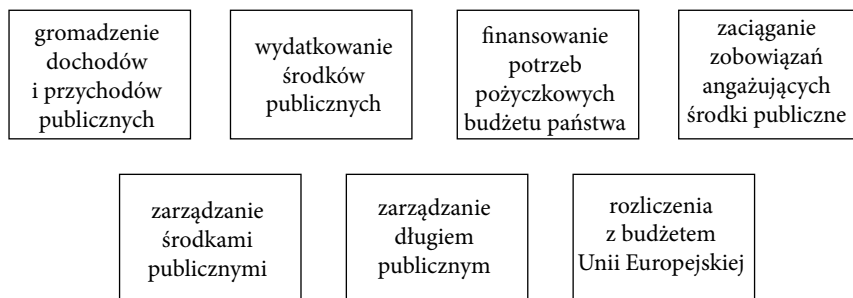 gromadzenie
dochodów
i przychodów
publicznych
wydatkowanie
środków
publicznych
finansowanie
potrzeb
pożyczkowych
budżetu państwa
zaciąganie
zobowiązań
angażujących
środki publiczne
zarządzanie
środkami
publicznymi
zarządzanie
długiem
publicznym
rozliczenia
z budżetem
Unii Europejskiej